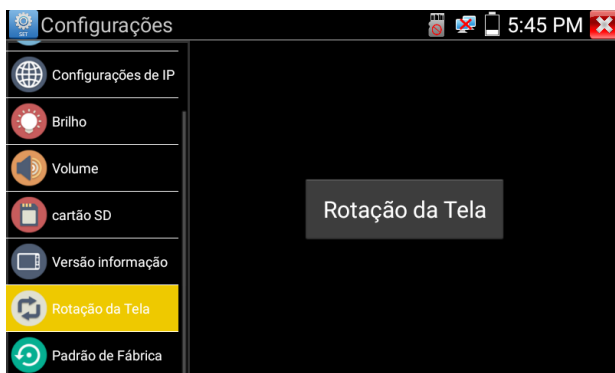 Configurações
5:45 PM
Configurações de IP
Brilho
Volume
cartão SD
Versão informação
Rotação da Tela
Padrão de Fábrica
Rotação da Tela